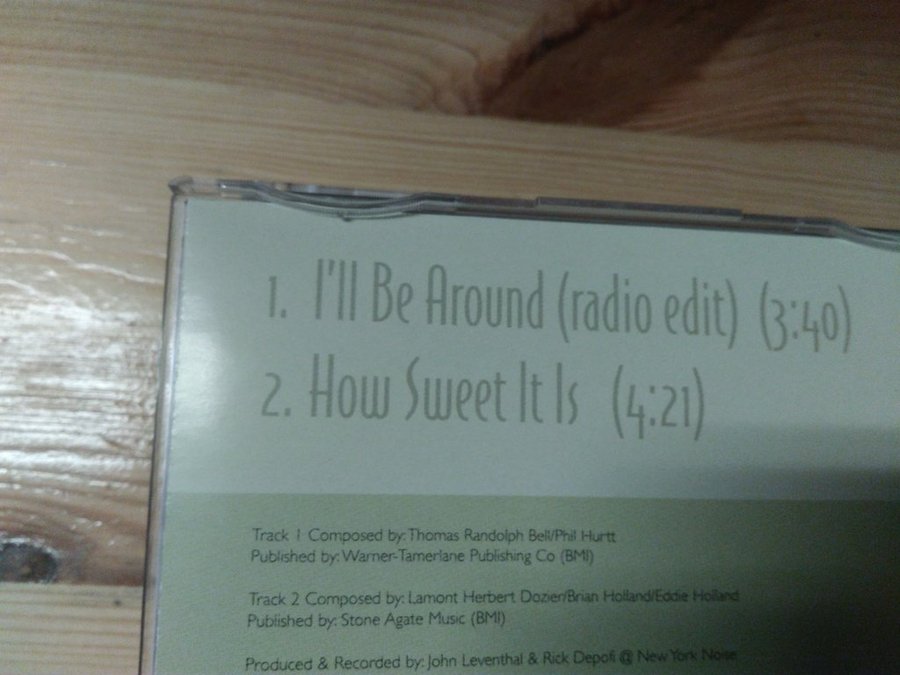 1. I'll Be Around (radio edit) (3:40)
2. How Sweet It Is (4:21)
Track 1 Composed by: Thomas Randolph Bell/Phil Hurtt
Published by: Warner-Tamerlane Publishing Co (BMI)
Track 2 Composed by: Lamont Herbert Dozier/Brian Holland/Eddie Holland
Published by: Stone Agate Music (BMI)
Produced & Recorded by: John Leventhal & Rick Depofi @ New York Noise